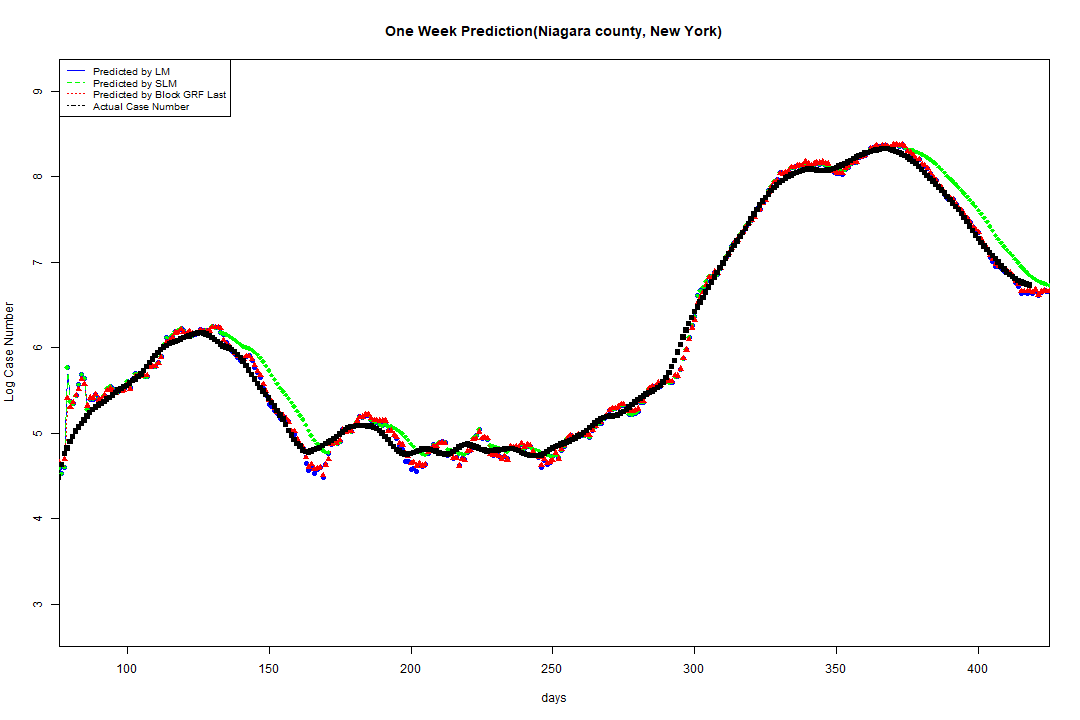 One Week Prediction(Niagara county, New York)
Predicted by LM
Predicted by SLM
Predicted by Block GRF Last
Actual Case Number
Log Case Number
9
8
7
6
5
4
3
100 150 200 250 300 350 400
days